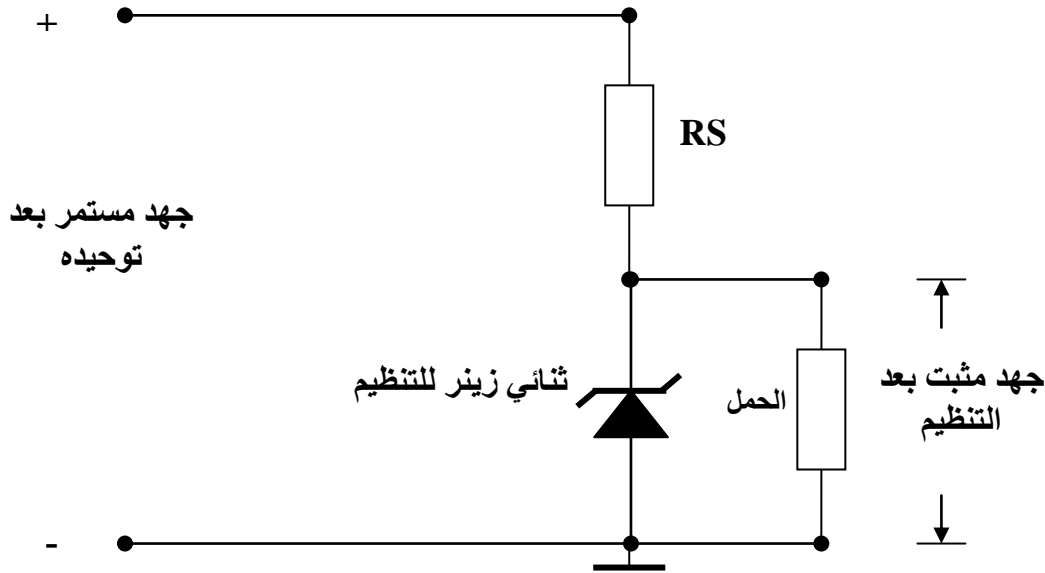 +
RS
جهد مستمر بعد
توحيده
ثنائي زينر للتنظيم
الحمل
جهد مثبت بعد
التنظيم
-